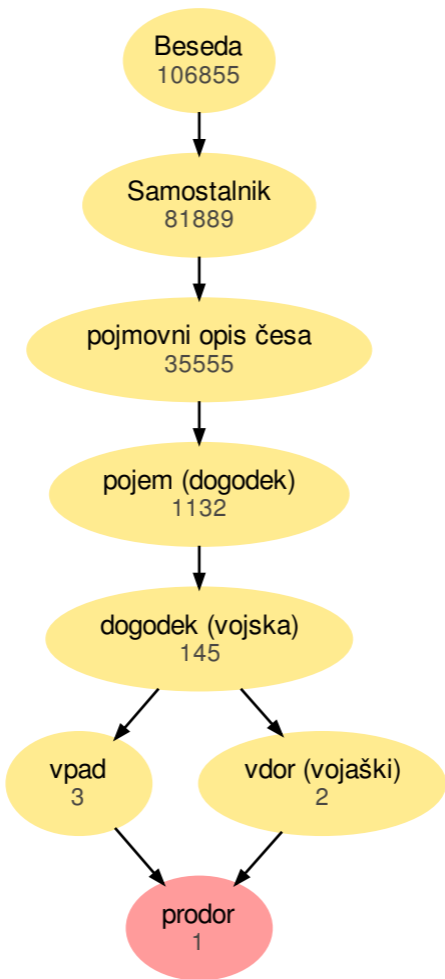 Beseda
106855
Samostalnik
81889
pojmovni opis česa
35555
pojem (dogodek)
1132
dogodek (vojska)
145
vpad
3
vdor (vojaški)
2
prodor
1